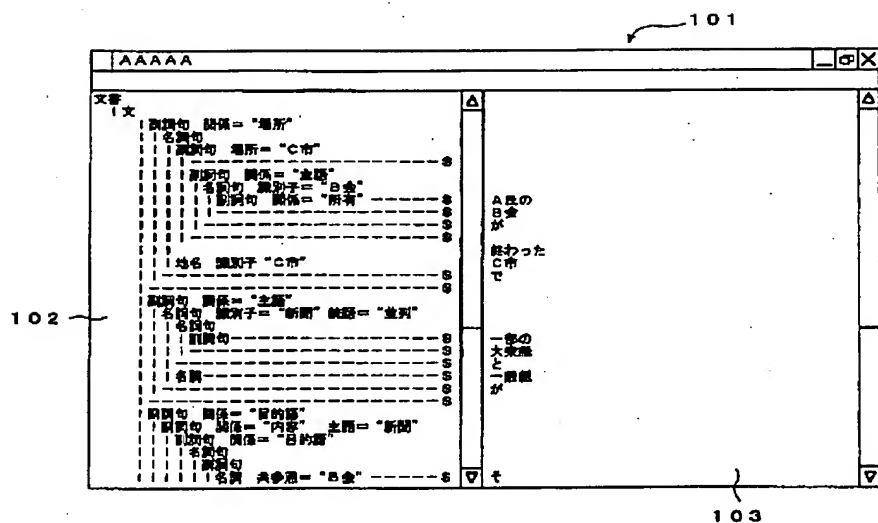 101
AAAAA
文書
文
副詞句 関係="場所"
名詞句
副詞句 場所="C市"
S
副詞句 関係="主語"
名詞句 識別子="B会"
副詞句 関係="所有" S A氏の
S B会
S が
S
終わった
地名 識別子 "C市" C市
S で
S
副詞句 関係="主語"
102
名詞句 識別子="新聞" 統語="並列"
名詞句
副詞句 S 一部の
S 大衆紙
S と
名詞 S 一般紙
S が
S
副詞句 関係="目的語"
副詞句 関係="内容" 主語="新聞"
副詞句 関係="目的語"
名詞句
副詞句
名詞 共参照="B会" S そ
103